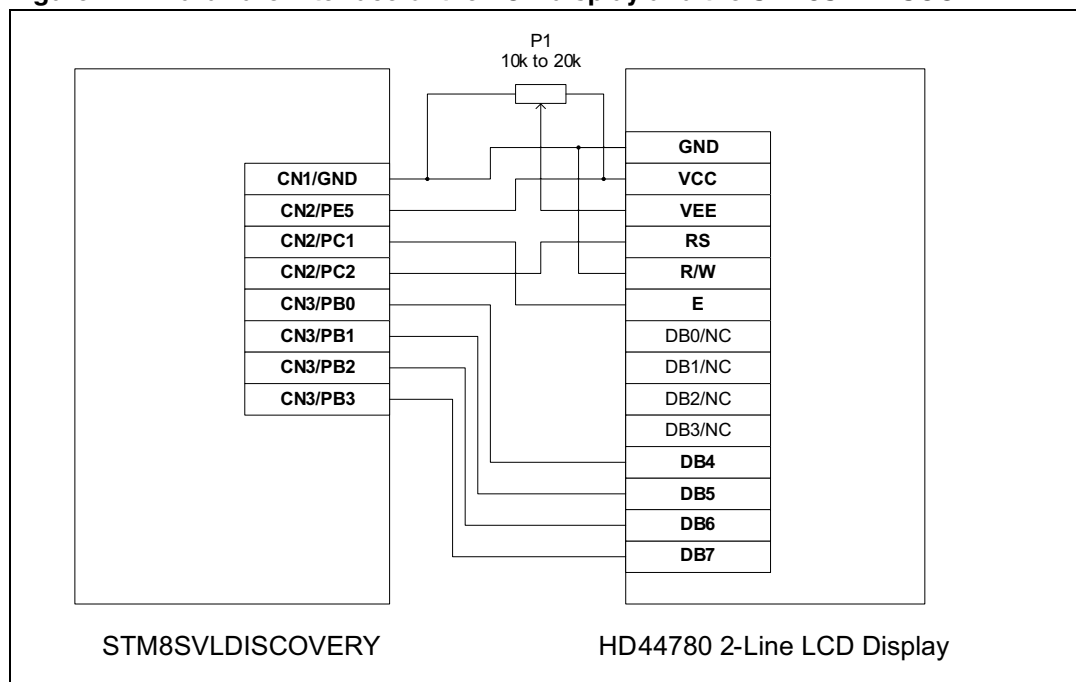 P1
10k to 20k
CN1/GND
CN2/PE5
CN2/PC1
CN2/PC2
CN3/PB0
CN3/PB1
CN3/PB2
CN3/PB3
GND
VCC
VEE
RS
R/W
E
DB0/NC
DB1/NC
DB2/NC
DB3/NC
DB4
DB5
DB6
DB7
STM8SVLDISCOVERY
HD44780 2-Line LCD Display